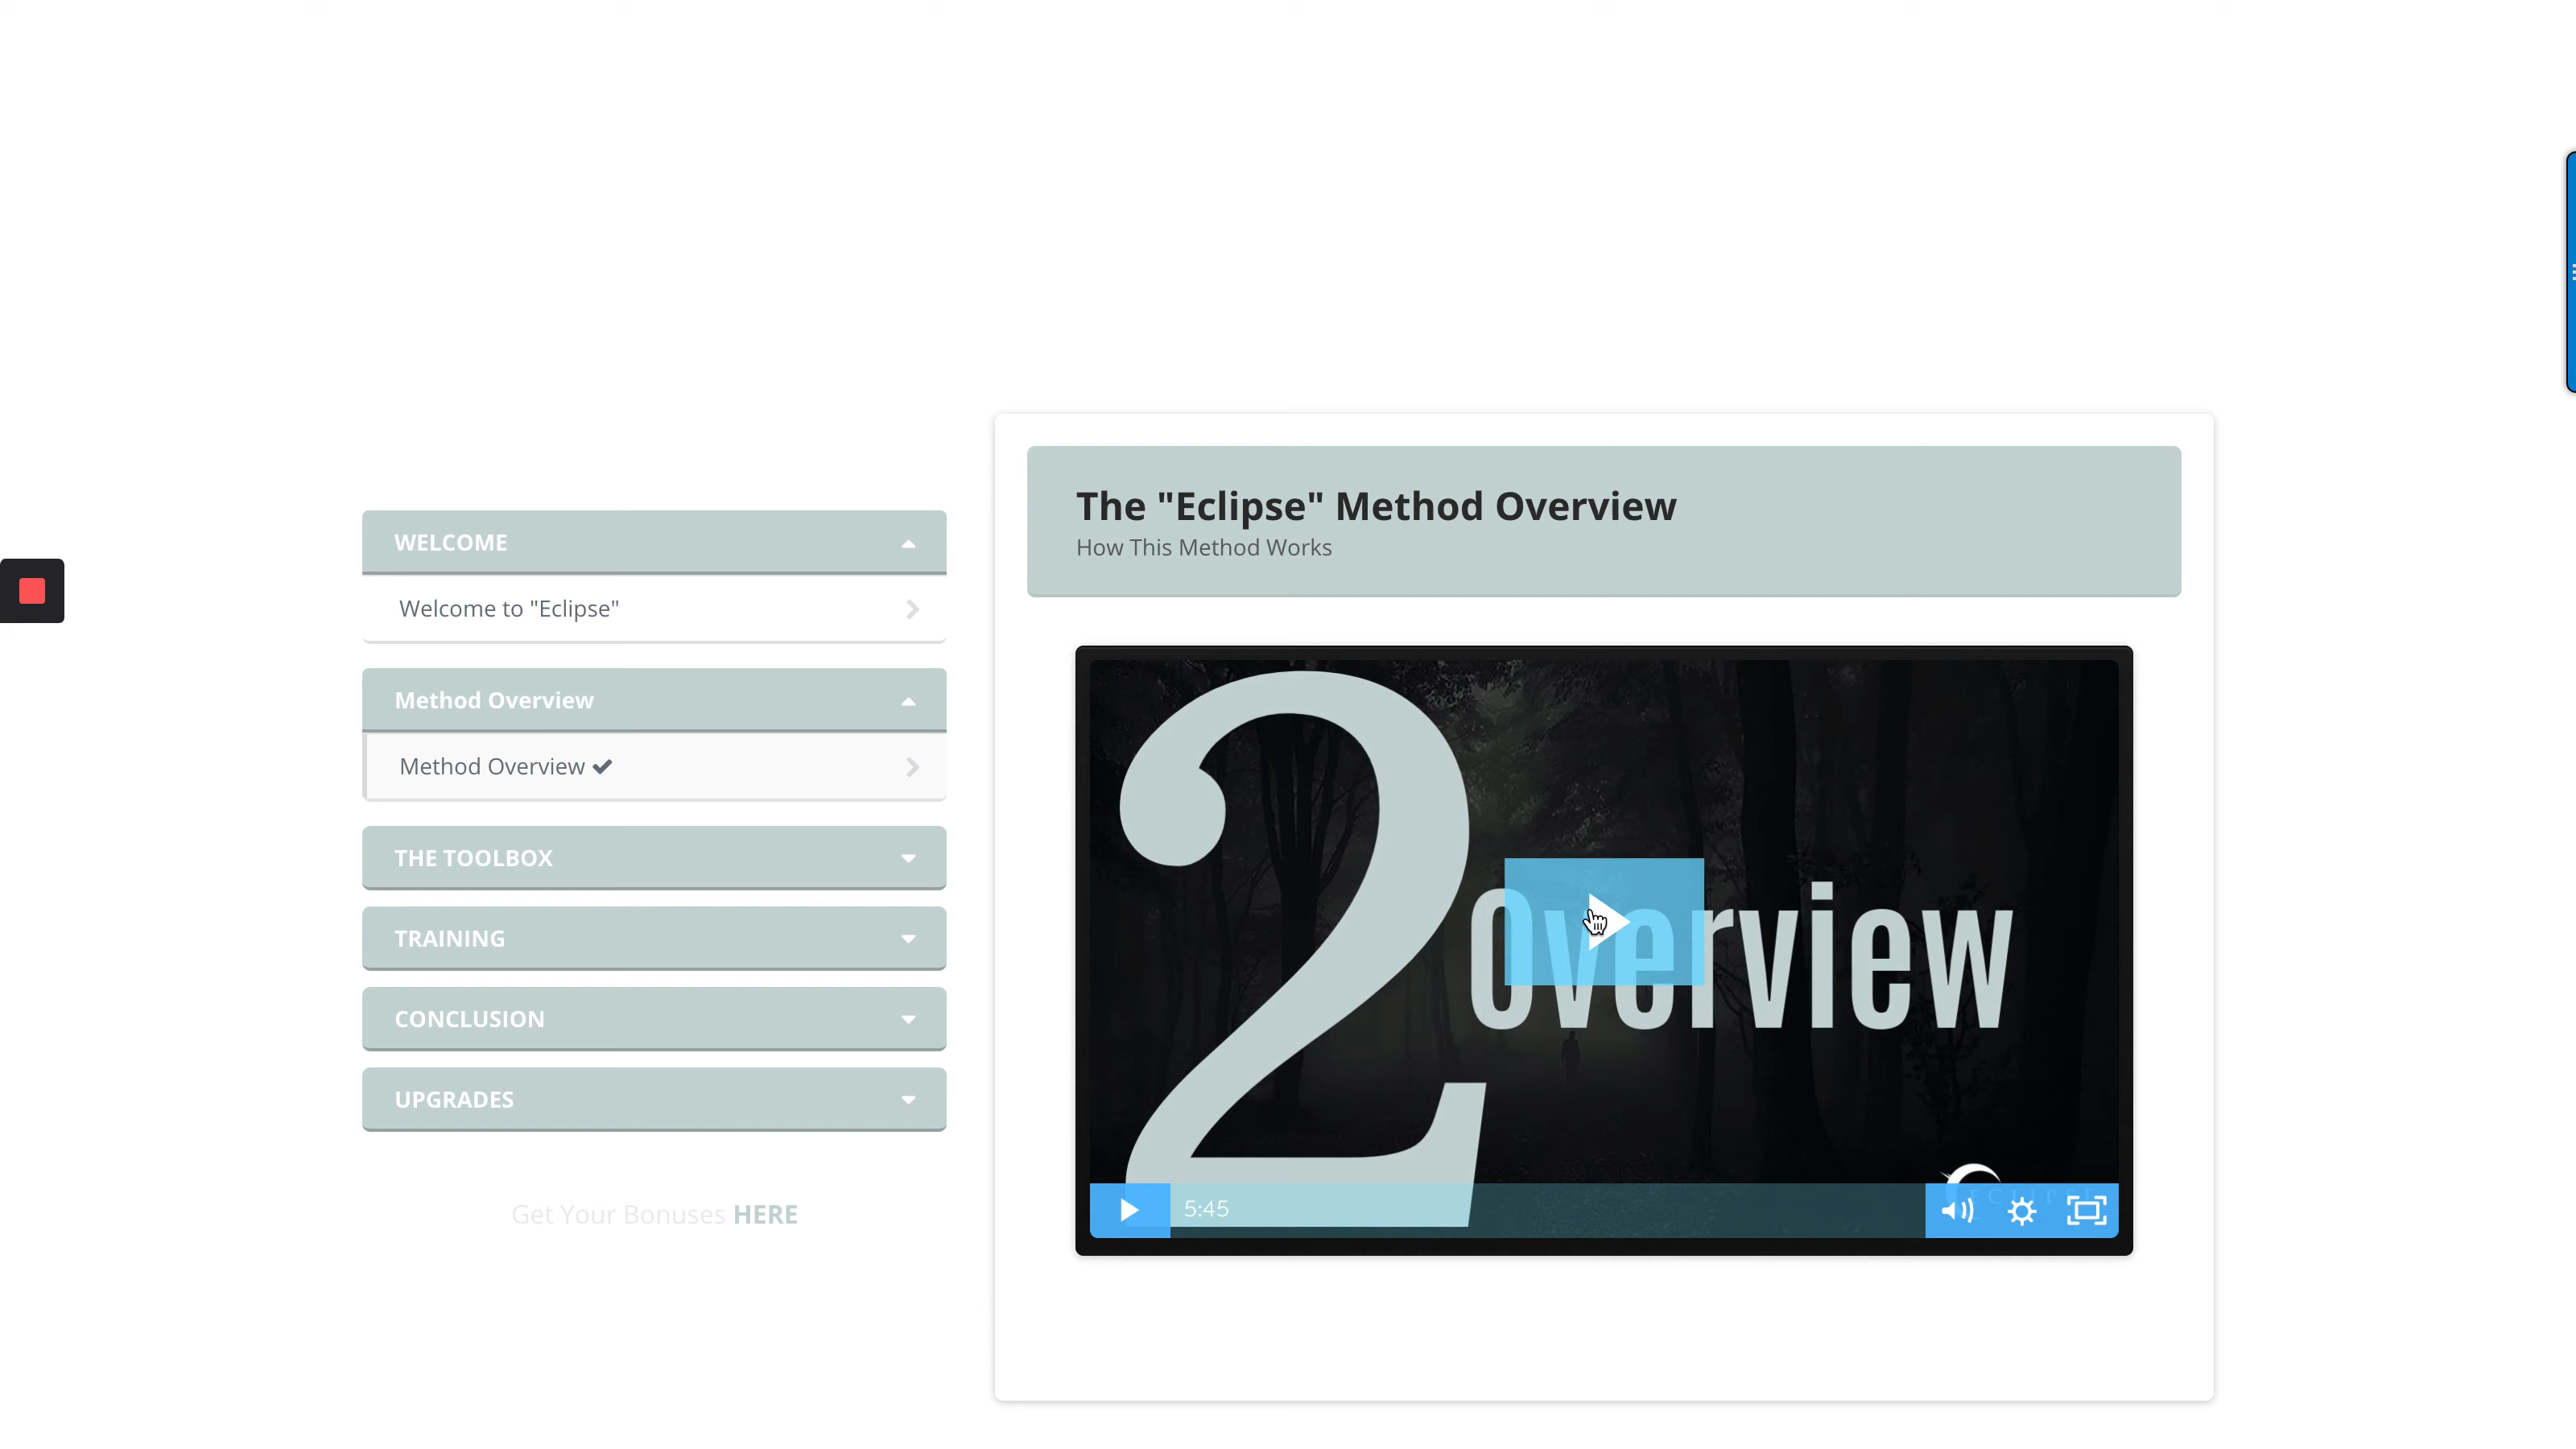 WELCOME
Welcome to "Eclipse"
Method Overview
Method Overview
THE TOOLBOX
TRAINING
CONCLUSION
UPGRADES
Get Your Bonuses HERE
The "Eclipse" Method Overview
How This Method Works
2
Overview
ECLIPSE
5:45